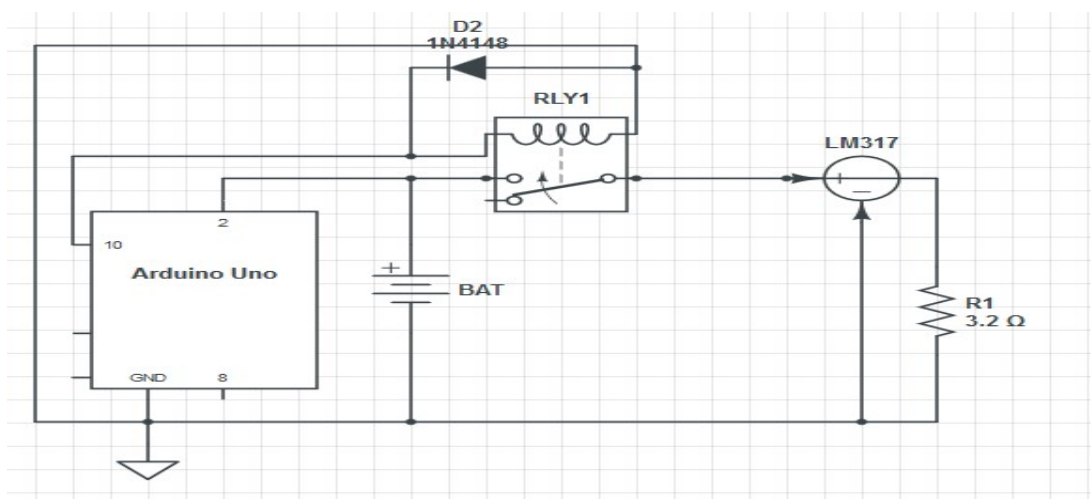 D2
1N4148
RLY1
LM317
2
10
Arduino Uno
+
BAT
R1
3.2 Ω
GND
8